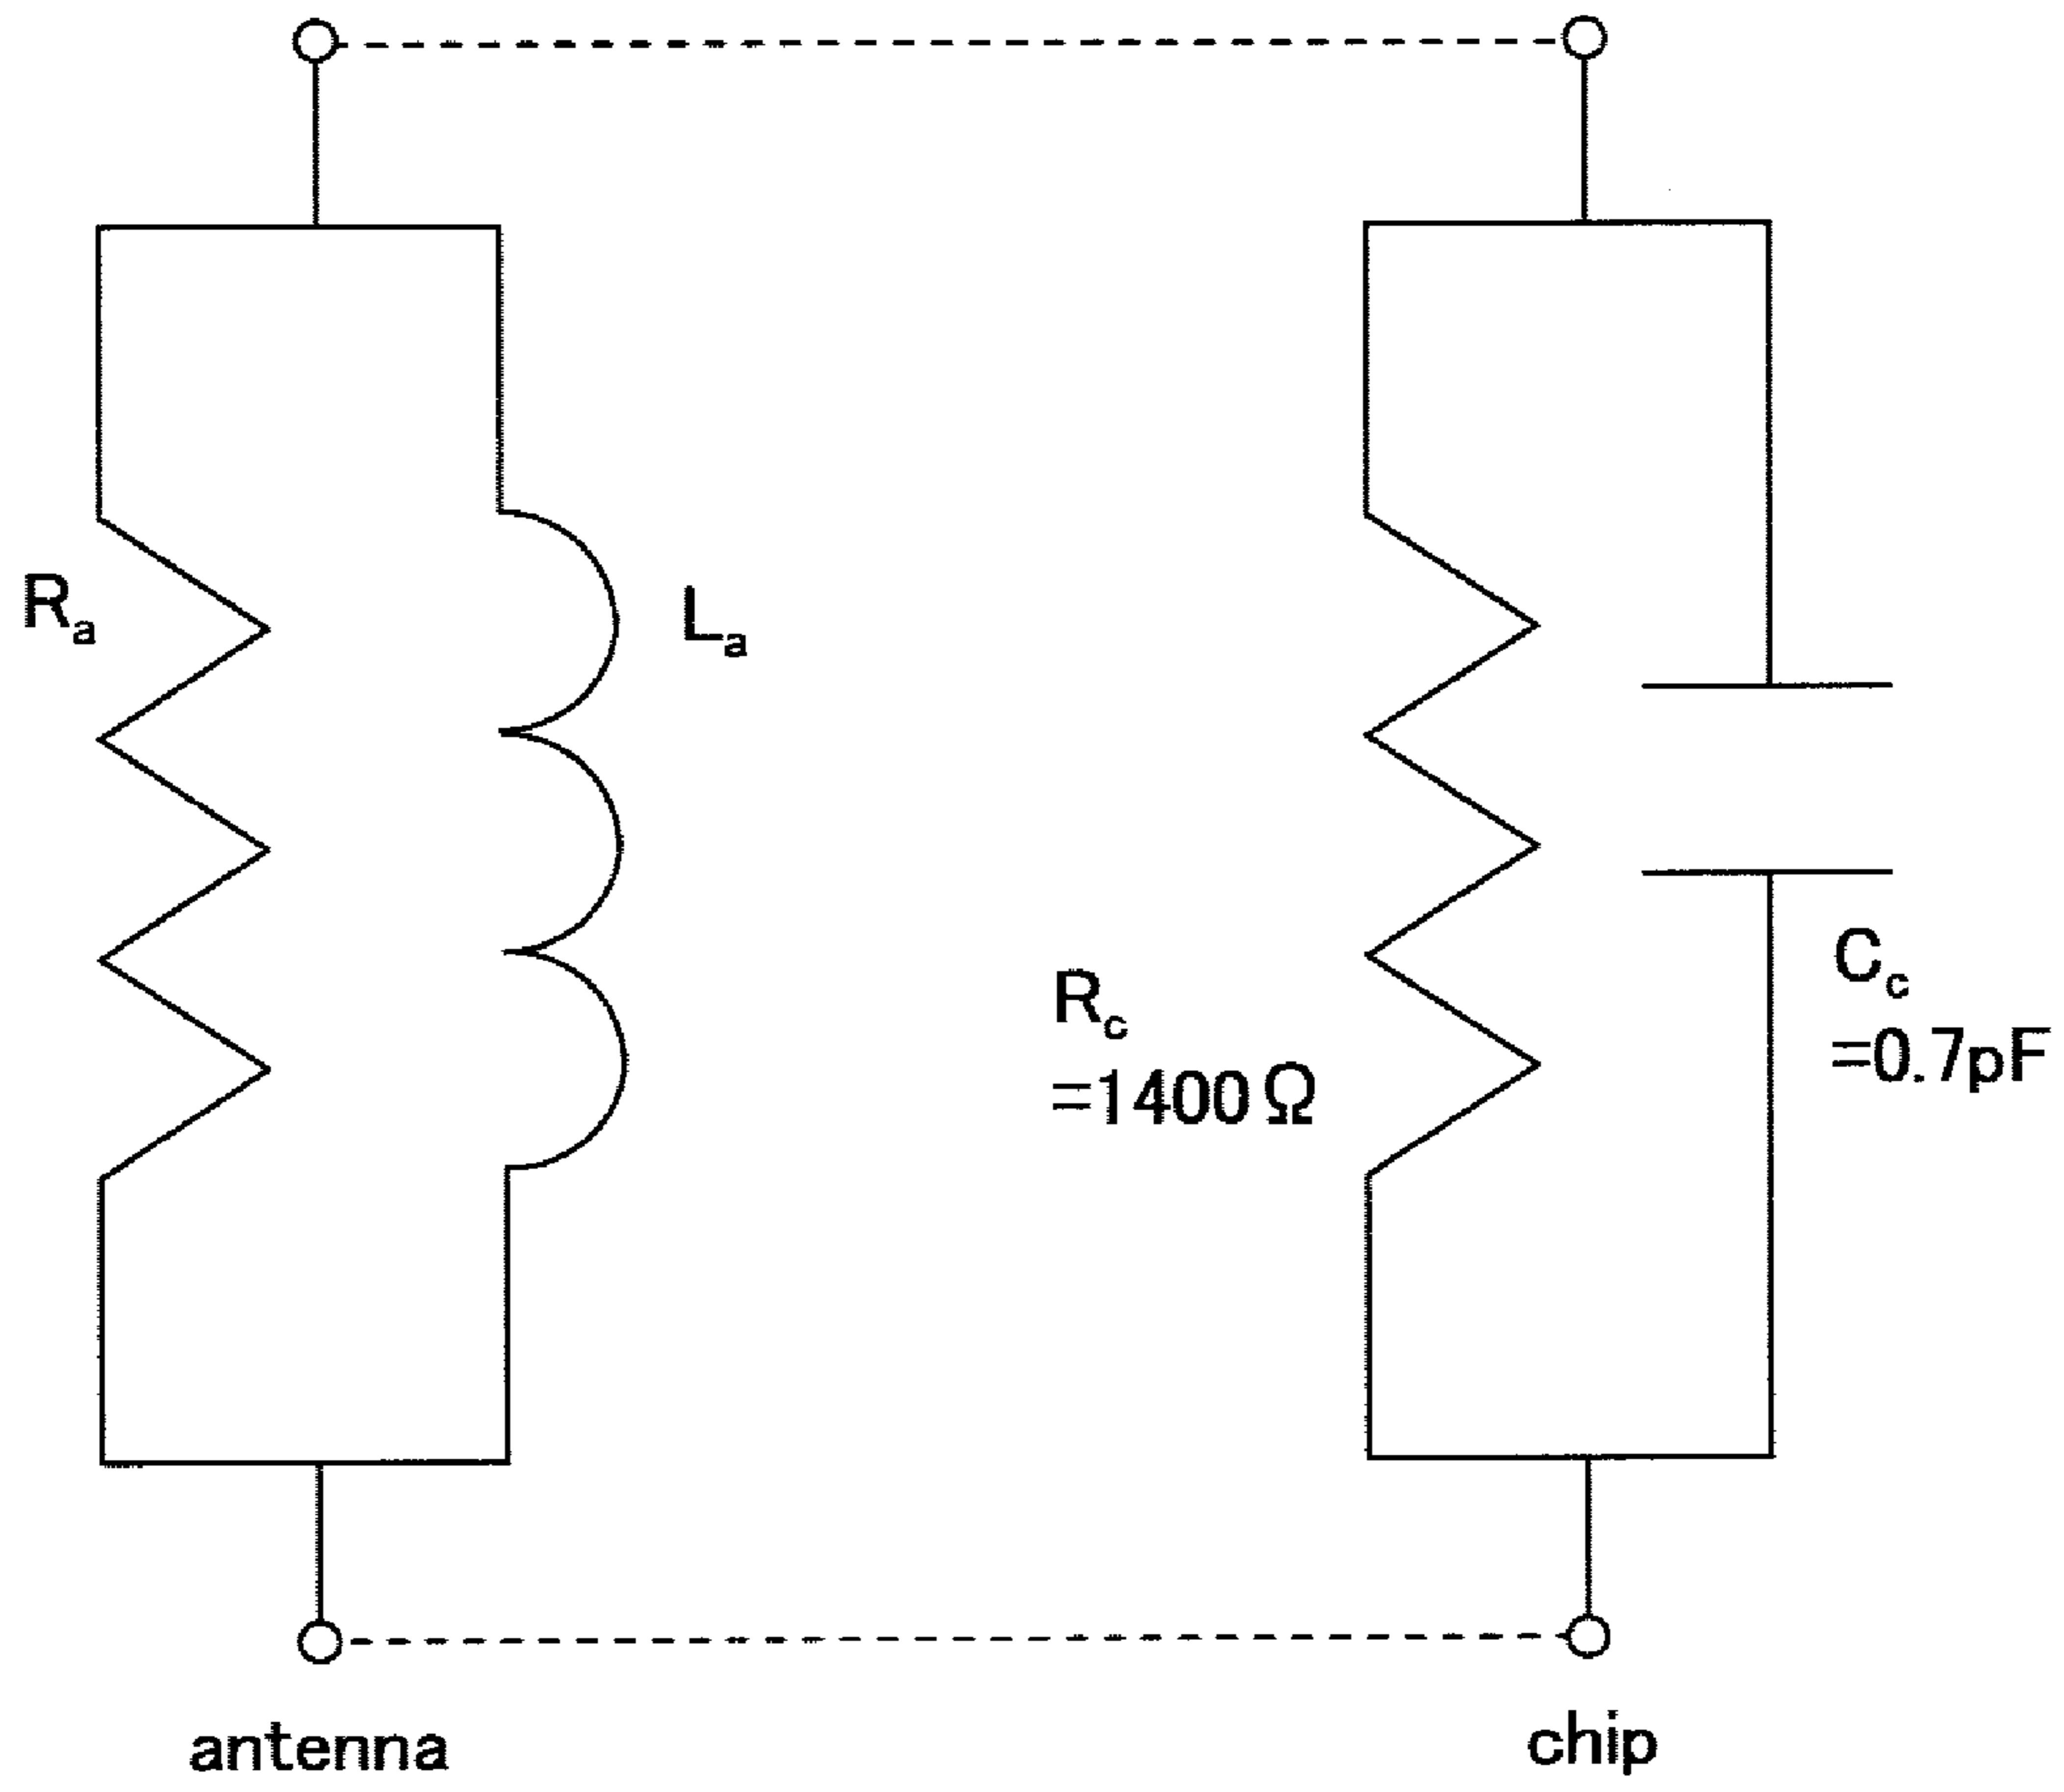 Ra
La
Rc
=1400Ω
Cc
=0.7pF
antenna
chip